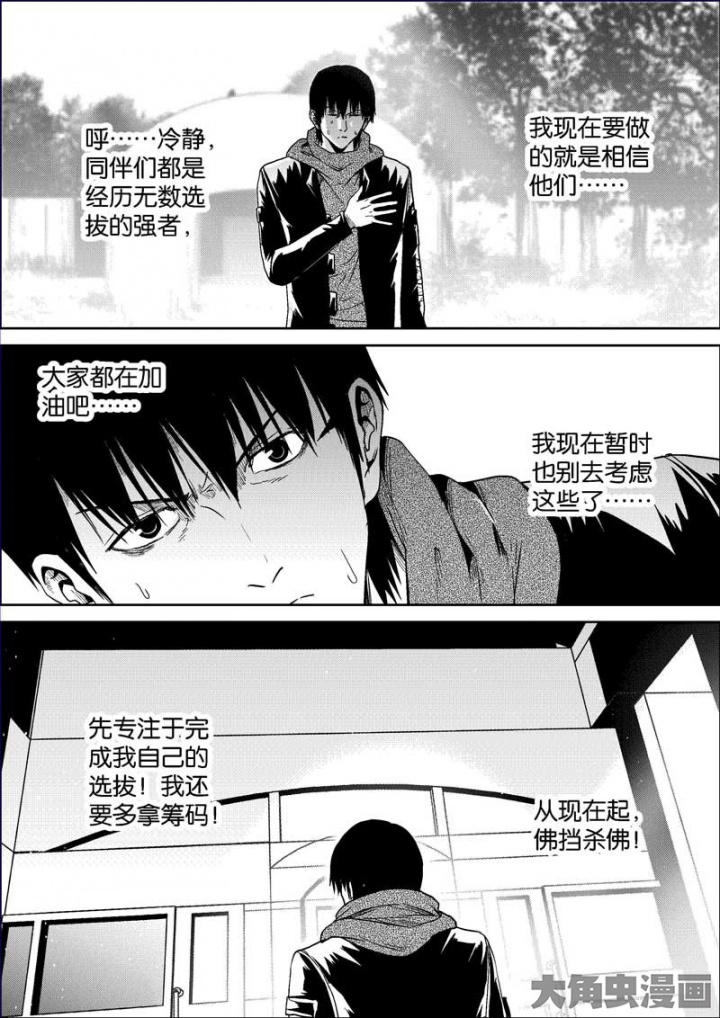 呼……冷静，
同伴们都是
经历无数选
拔的强者，
我现在要做
的就是相信
他们……
大家都在加
油吧……
我现在暂时
也别去考虑
这些了……
先专注于完
成我自己的
选拔！我还
要多拿筹码！
从现在起，
佛挡杀佛！
大角虫漫画